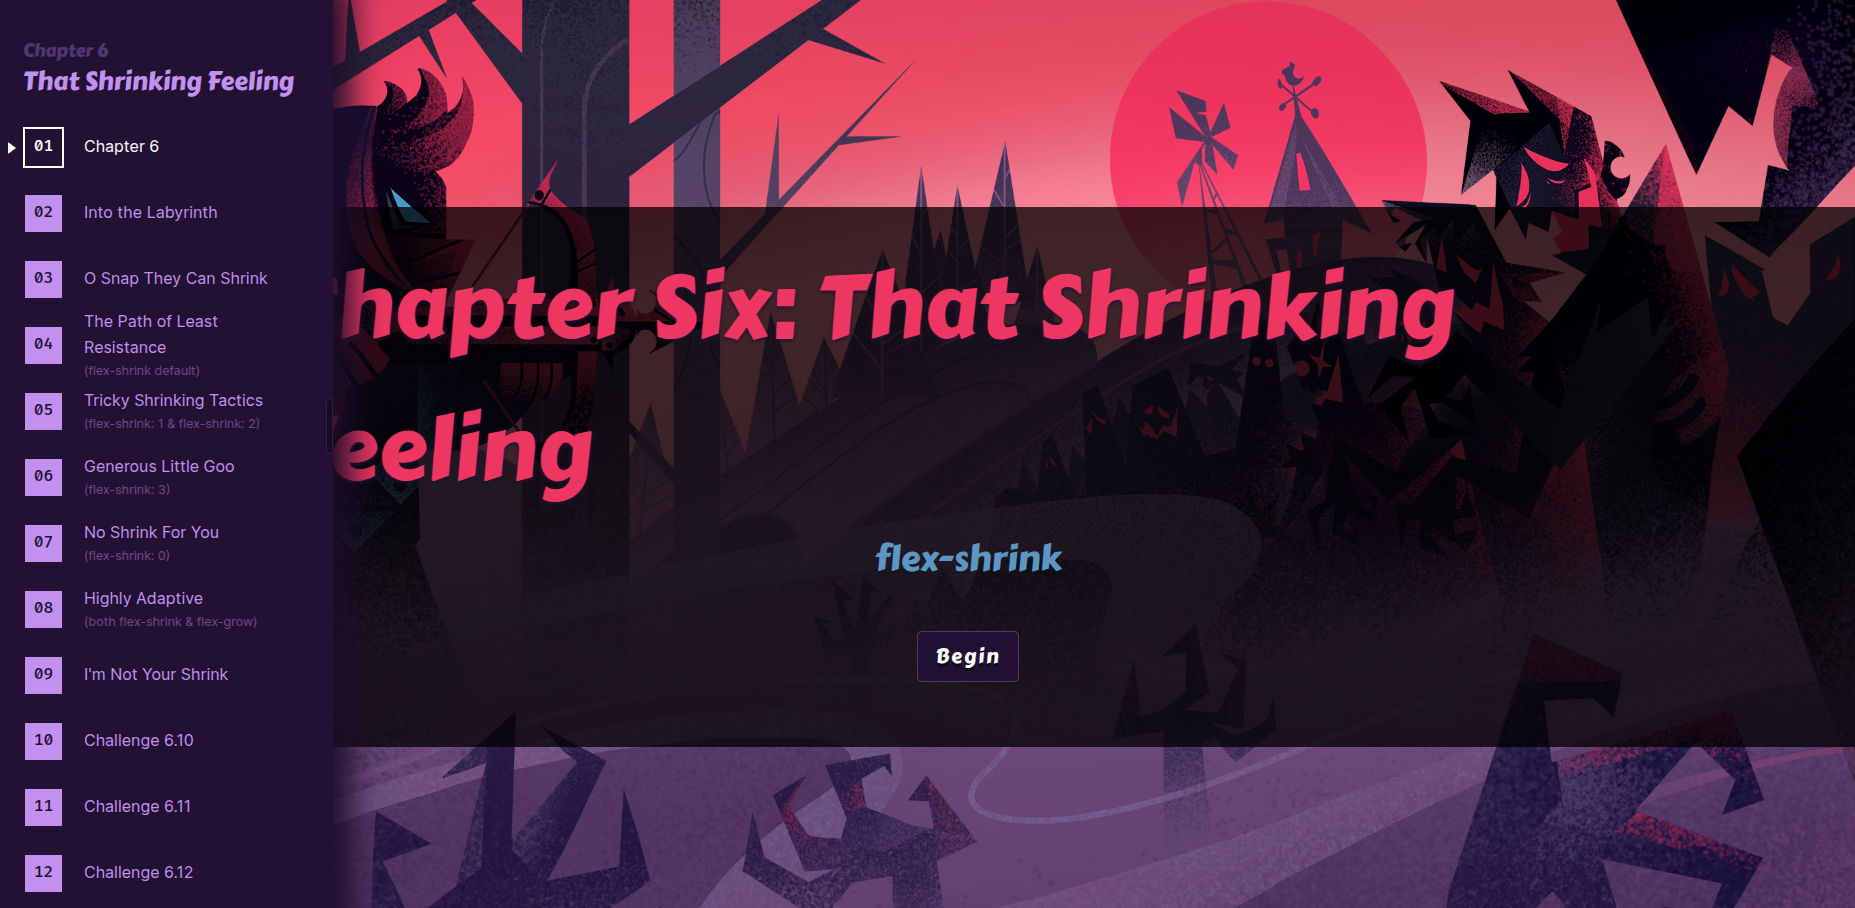 Chapter 6
That Shrinking Feeling
01 Chapter 6
02 Into the Labyrinth
03 O Snap They Can Shrink
04 The Path of Least
Resistance
(flex-shrink default)
05 Tricky Shrinking Tactics
(flex-shrink: 1 & flex-shrink: 2)
06 Generous Little Goo
(flex-shrink: 3)
07 No Shrink For You
(flex-shrink: 0)
08 Highly Adaptive
(both flex-shrink & flex-grow)
09 I'm Not Your Shrink
10 Challenge 6.10
11 Challenge 6.11
12 Challenge 6.12
hapter Six: That Shrinking
eeling
flex-shrink
Begin